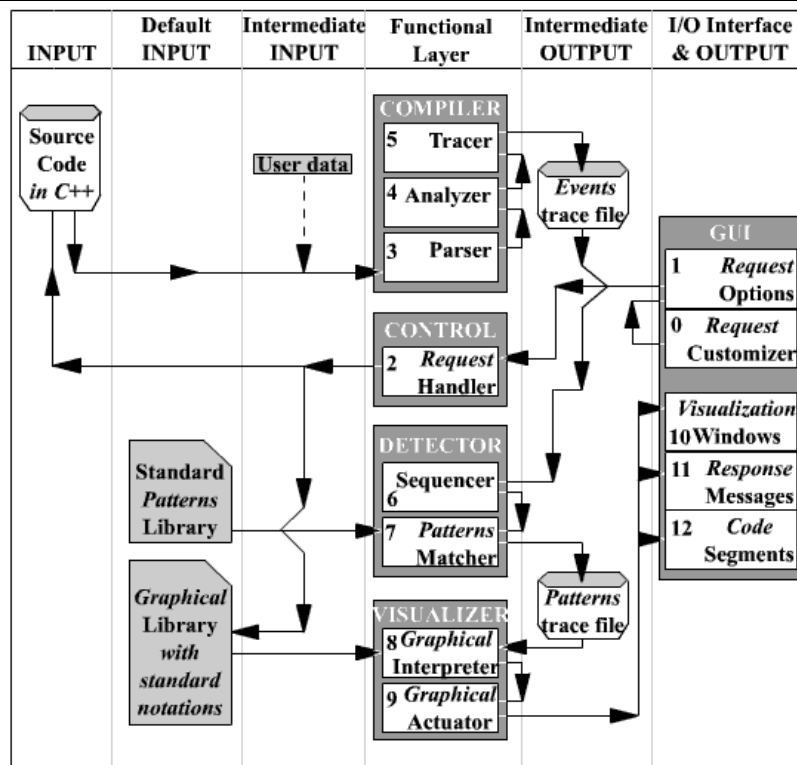 INPUT
Default
INPUT
Intermediate
INPUT
Functional
Layer
Intermediate
OUTPUT
I/O Interface
& OUTPUT
Source
Code
in C++
User data
COMPILER
5 Tracer
4 Analyzer
3 Parser
Events
trace file
GUI
1 Request
Options
0 Request
Customizer
CONTROL
2 Request
Handler
Visualization
10 Windows
11 Response
Messages
12 Code
Segments
Standard
Patterns
Library
DETECTOR
Sequencer
6
7 Patterns
Matcher
Graphical
Library
with
standard
notations
Patterns
trace file
VISUALIZER
8 Graphical
Interpreter
9 Graphical
Actuator